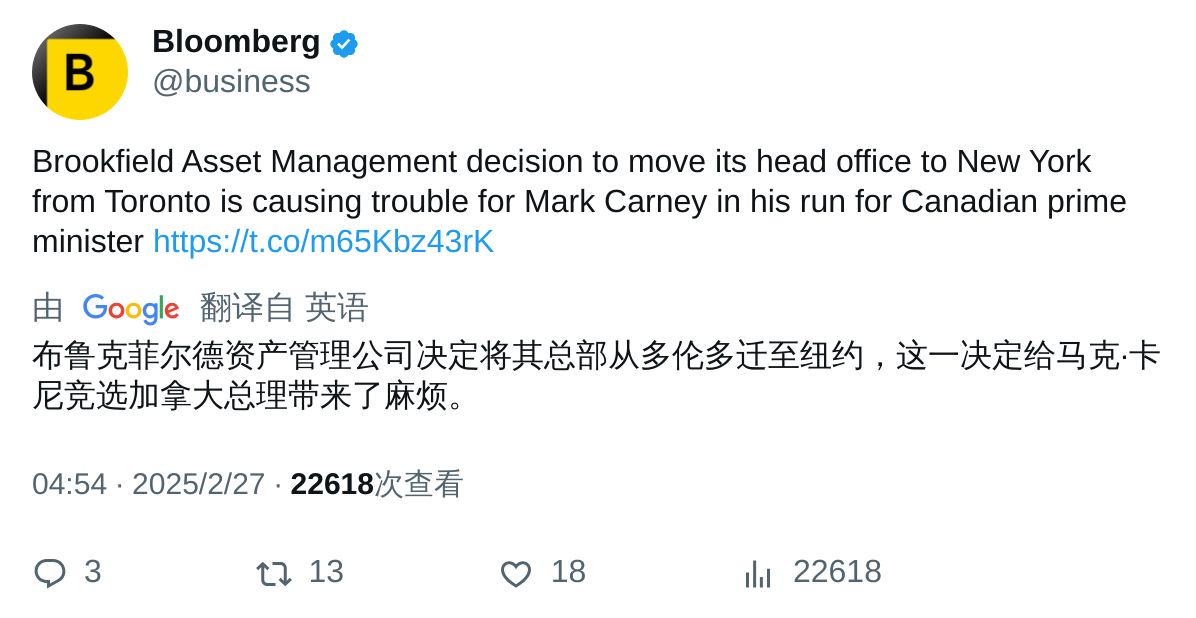 B
Bloomberg
@business
Brookfield Asset Management decision to move its head office to New York
from Toronto is causing trouble for Mark Carney in his run for Canadian prime
minister https://t.co/m65Kbz43rK
由 Google 翻译自 英语
布鲁克菲尔德资产管理公司决定将其总部从多伦多迁至纽约，这一决定给马克·卡
尼竞选加拿大总理带来了麻烦。
04:54 · 2025/2/27 · 22618次查看
3 13 18 22618